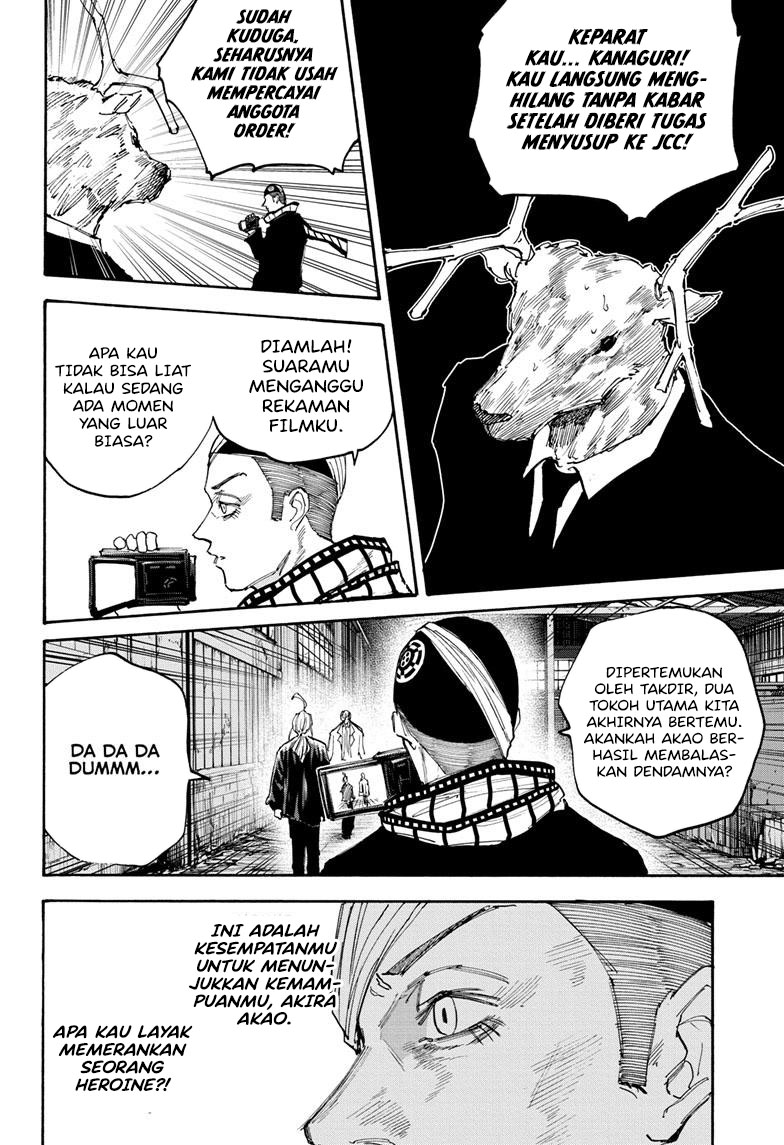 KEPARAT
KAU... KANAGURI!
KAU LANGSUNG MENG-
HILANG TANPA KABAR
SETELAH DIBERI TUGAS
MENYUSUP KE JCC!
SUDAH
KUDUGA,
SEHARUSNYA
KAMI TIDAK USAH
MEMPERCAYAI
ANGGOTA
ORDER!
DIAMLAH!
SUARAMU
MENGANGGU
REKAMAN
FILMKU.
APA KAU
TIDAK BISA LIAT
KALAU SEDANG
ADA MOMEN
YANG LUAR
BIASA?
DIPERTEMUKAN
OLEH TAKDIR, DUA
TOKOH UTAMA KITA
AKHIRNYA BERTEMU.
AKANKAH AKAO BER-
HASIL MEMBALAS-
KAN DENDAMNYA?
DA DA DA
DUMMM...
INI ADALAH
KESEMPATANMU
UNTUK MENUN-
JUKKAN KEMAM-
PUANMU, AKIRA
AKAO.
APA KAU LAYAK
MEMERANKAN
SEORANG
HEROINE?!